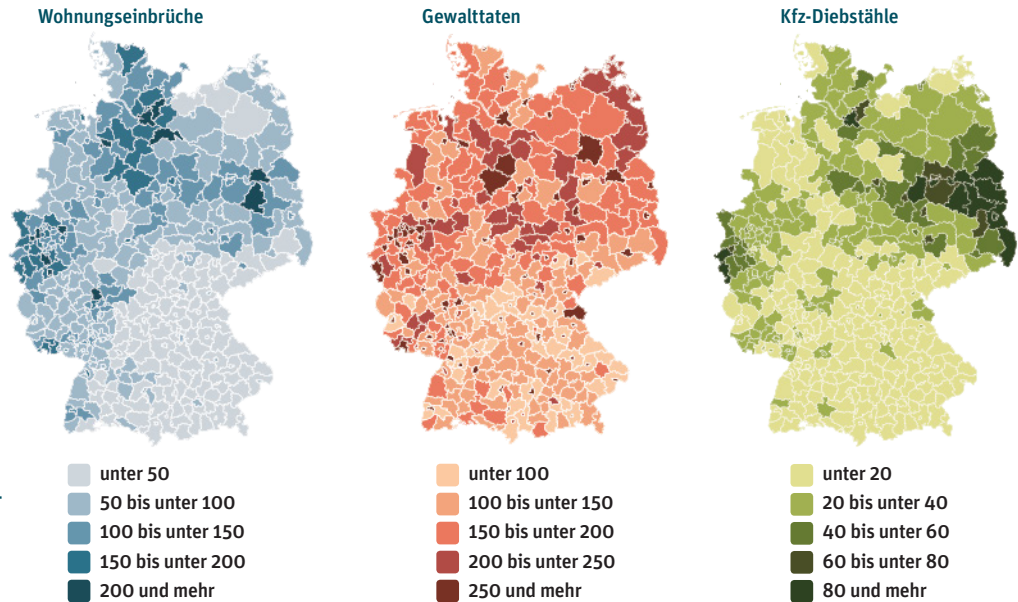 Wohnungseinbrüche
Gewalttaten
Kfz-Diebstähle
unter 50
50 bis unter 100
100 bis unter 150
150 bis unter 200
200 und mehr
unter 100
100 bis unter 150
150 bis unter 200
200 bis unter 250
250 und mehr
unter 20
20 bis unter 40
40 bis unter 60
60 bis unter 80
80 und mehr